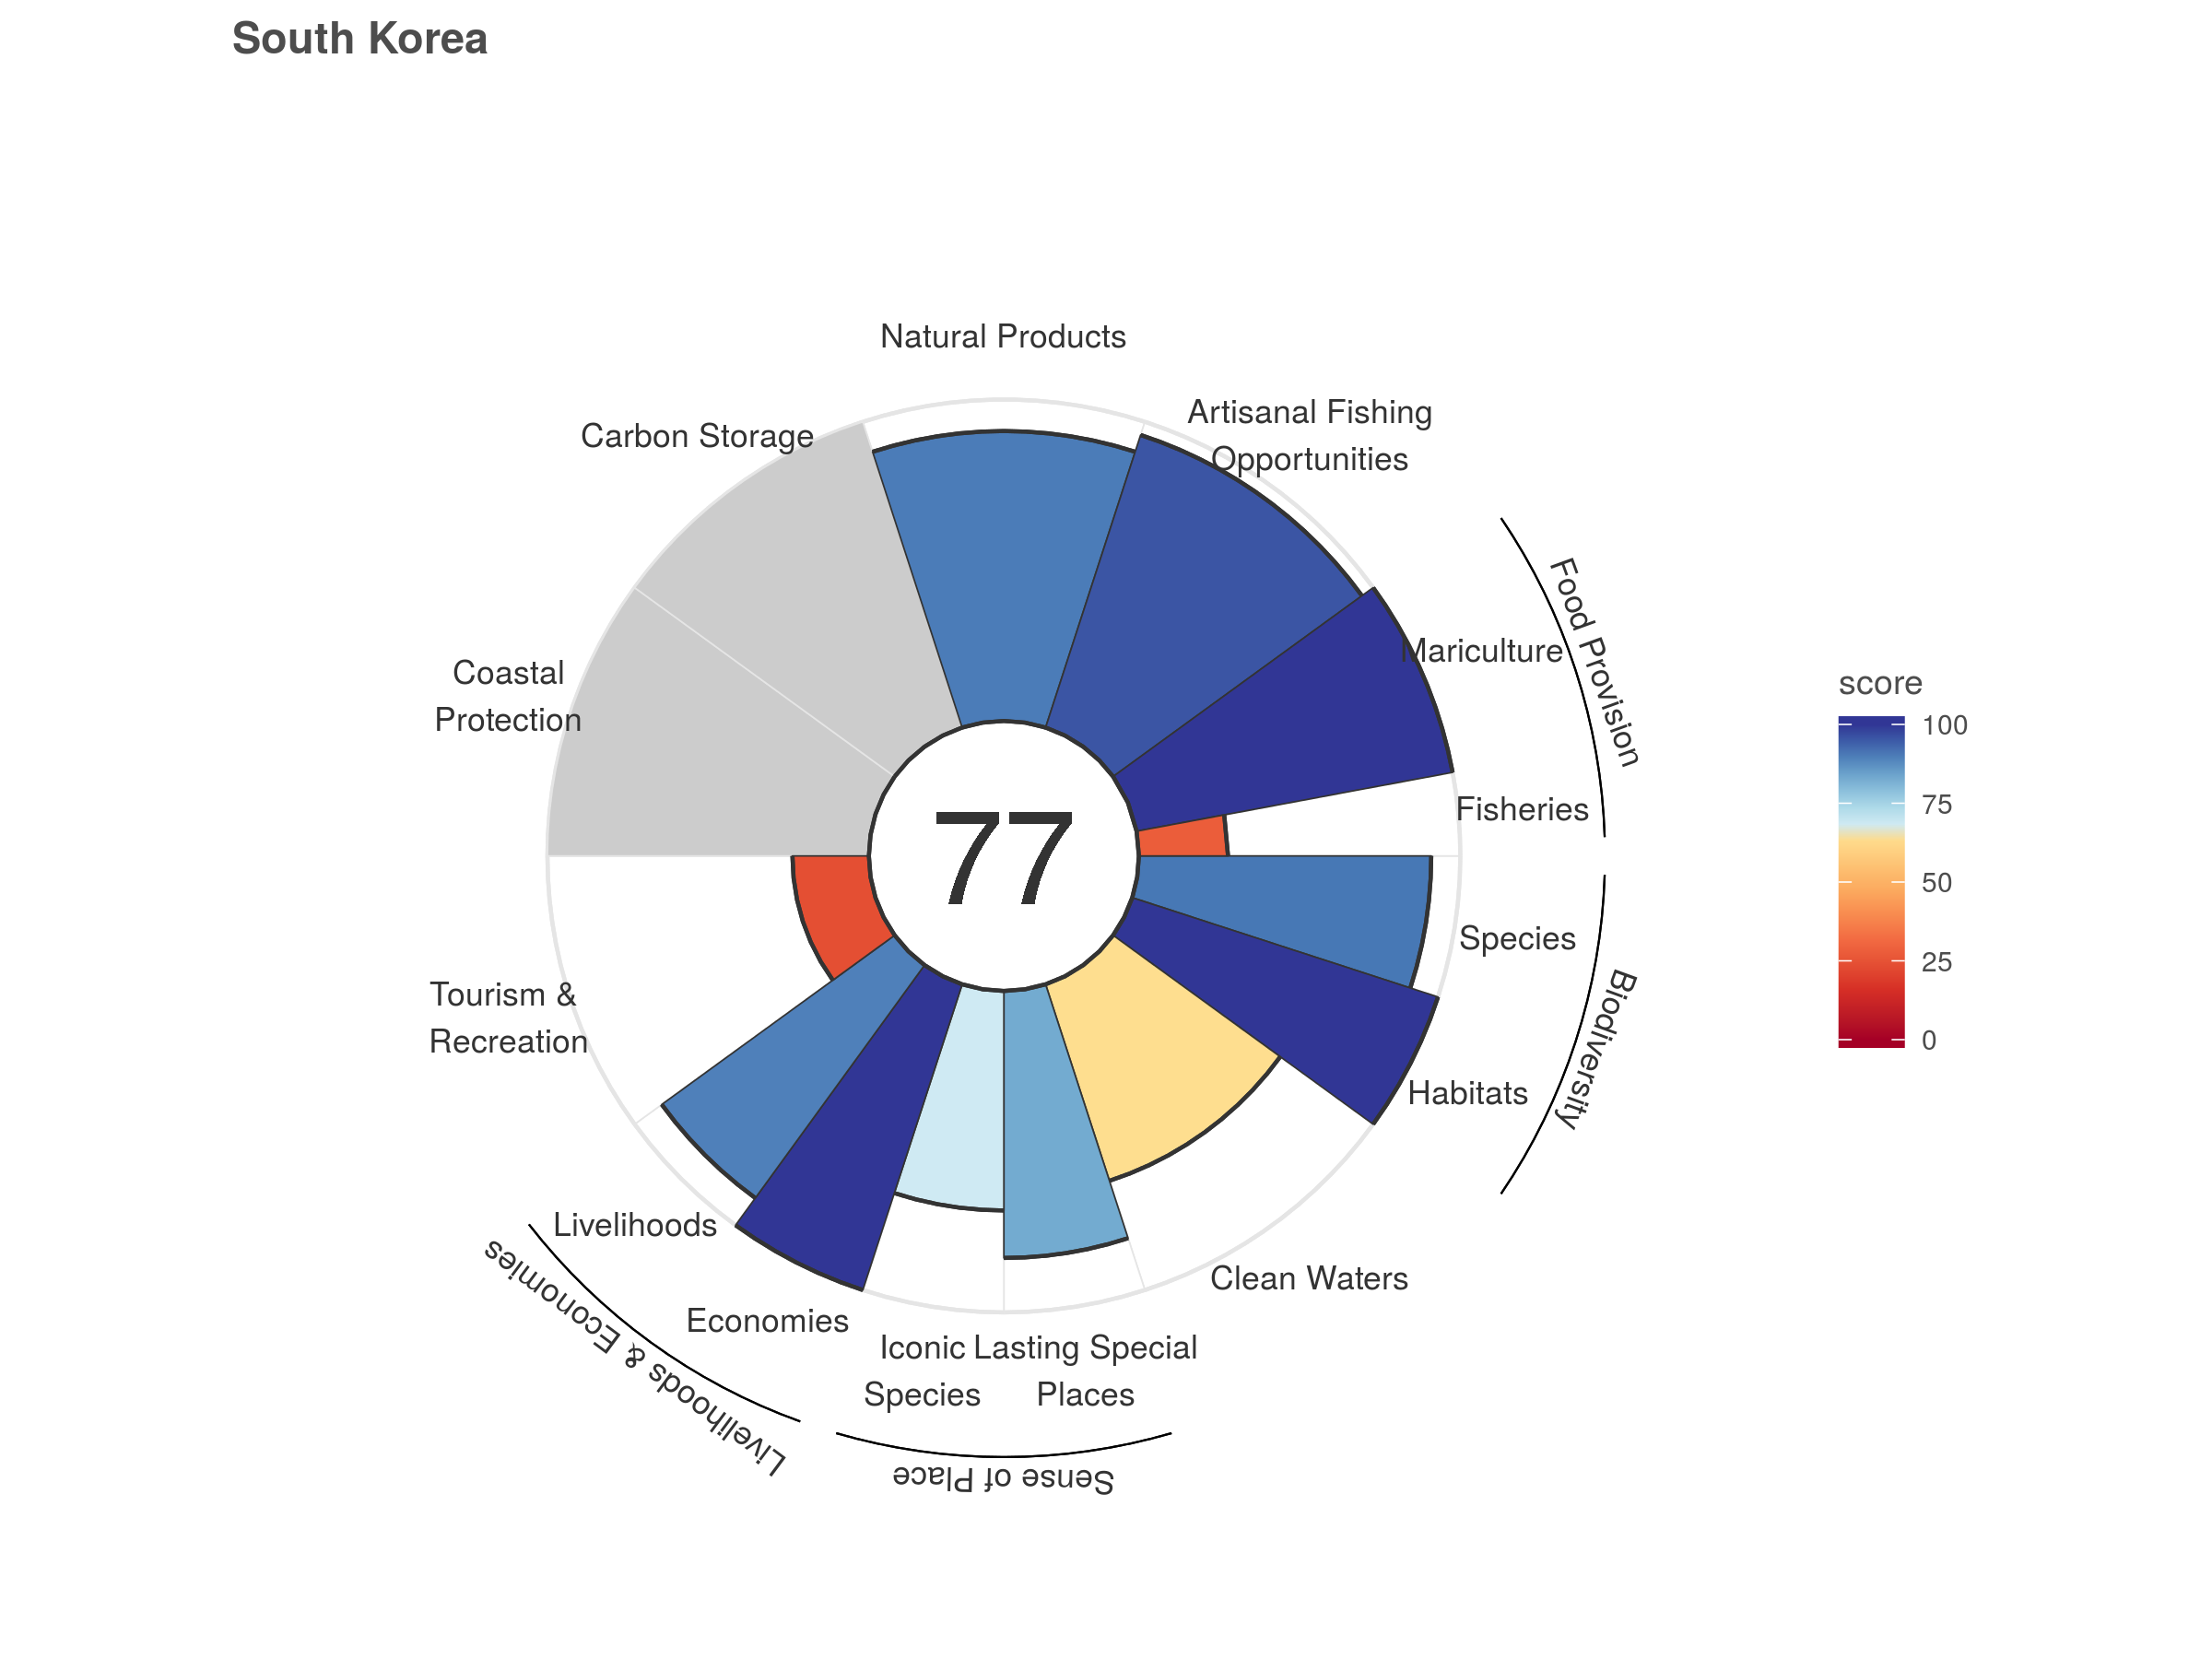 South Korea
Natural Products
Artisanal Fishing
Opportunities
Carbon Storage
Food Provision
Mariculture
Coastal
Protection
Fisheries
77
Species
Biodiversity
Tourism &
Recreation
Habitats
Livelihoods
Clean Waters
Economies
Iconic
Species
Lasting Special
Places
Livelihoods & Economies
Sense of Place
score
100
75
50
25
0